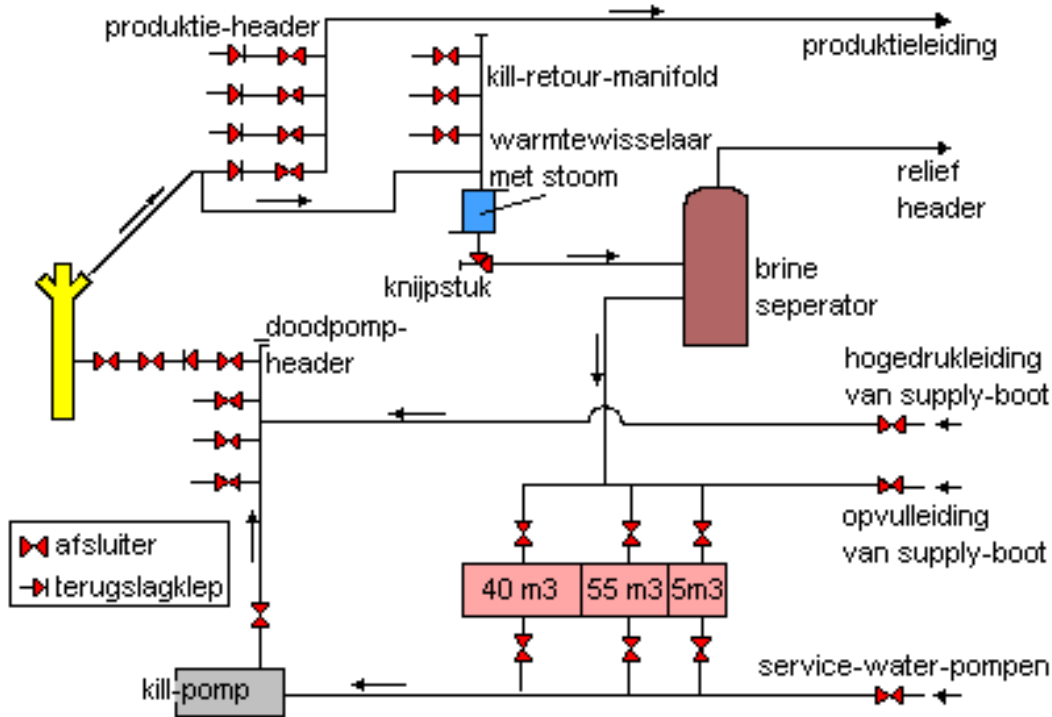 produktie-header
produktieleiding
kill-retour-manifold
warmtewisselaar
met stoom
relief
header
knijpstuk
brine
seperator
doodpomp-
header
hogedrukleiding
van supply-boot
opvulleiding
van supply-boot
afsluiter
terugslagklep
40 m3
55 m3
5m3
service-water-pompen
kill-pomp